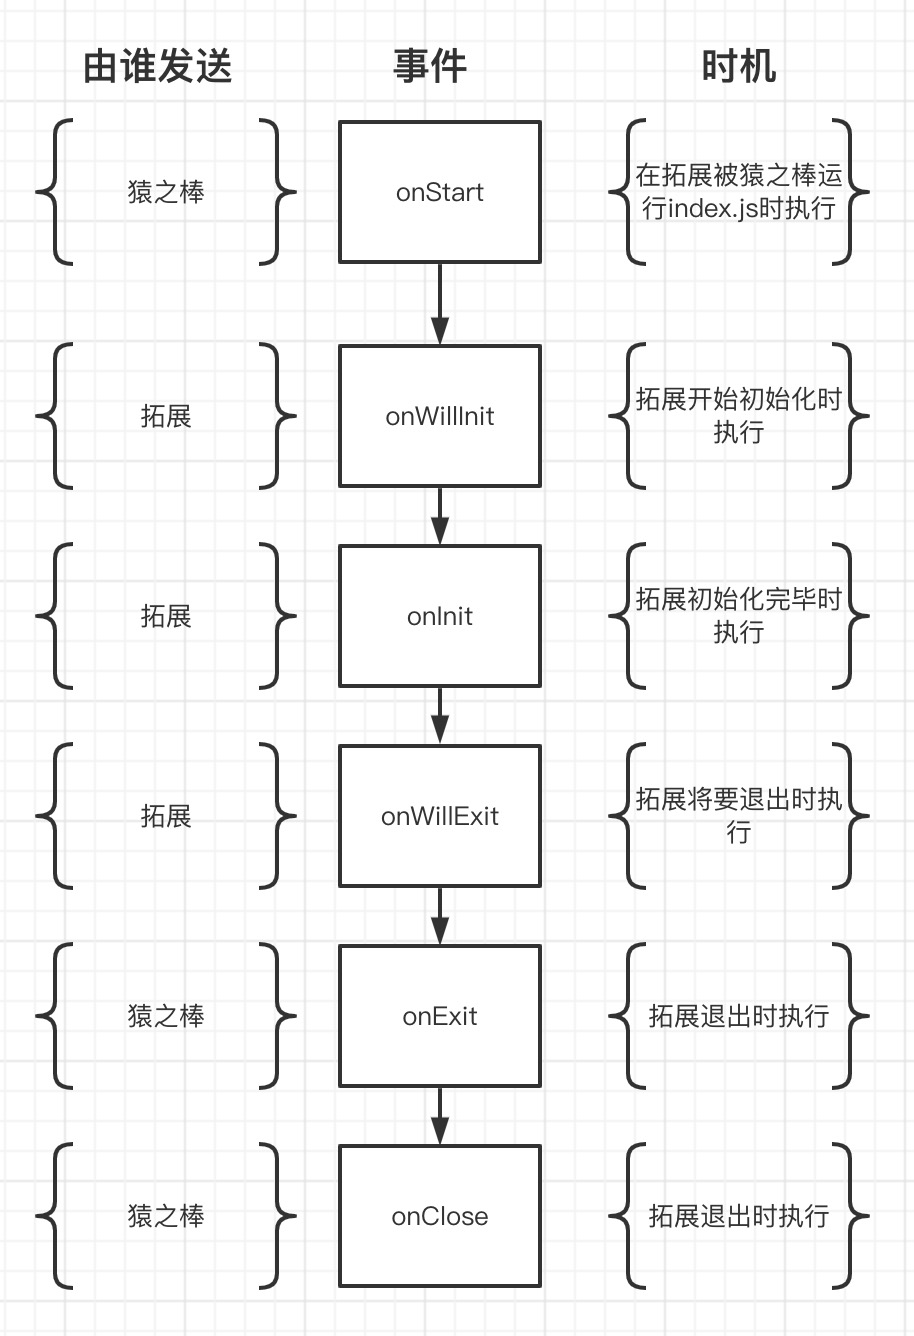 由谁发送 事件 时机
猿之棒 onStart 在拓展被猿之棒运
行index.js时执行
拓展 onWillInit 拓展开始初始化时
执行
拓展 onInit 拓展初始化完毕时
执行
拓展 onWillExit 拓展将要退出时执
行
猿之棒 onExit 拓展退出时执行
猿之棒 onClose 拓展退出时执行